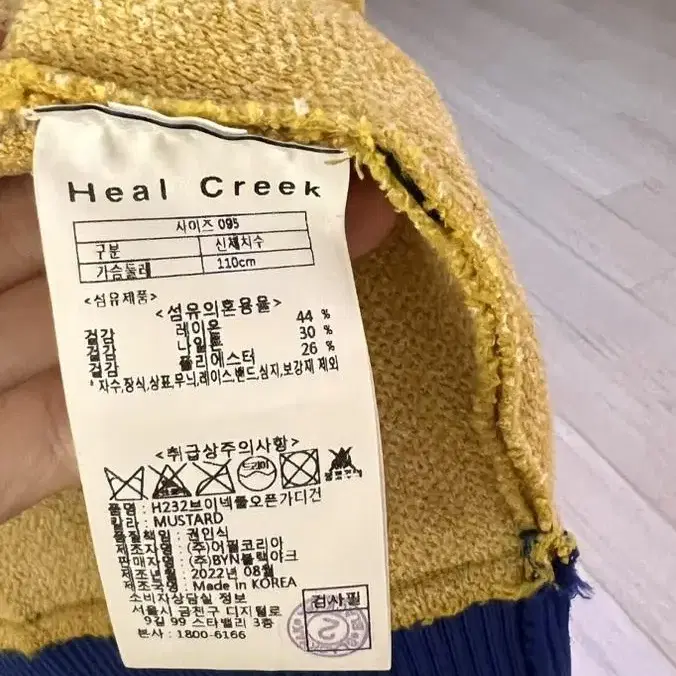 Heal Creek
사이즈 095
구분 신체치수
가슴둘레 110cm
<섬유제품>
<섬유의혼용율>
겉감 레이온 44 %
겉감 나일론 30 %
겉감 폴리에스터 26 %
*자수,장식,상표,무늬,레이스,밴드,심지,보강재 제외
<취급상주의사항>
드라이
품명 : H232브이넥울오픈가디건
칼라 : MUSTARD
품질책임 : 권인식
제조자명 : (주)어펄코리아
판매자명 : (주)BYN블랙야크
제조년월 : 2022년 08월
제조국명 : Made in KOREA
소비자상담실 정보
서울시 금천구 디지털로
9길 99 스타밸리 3층
본사 : 1800-6166
검사필